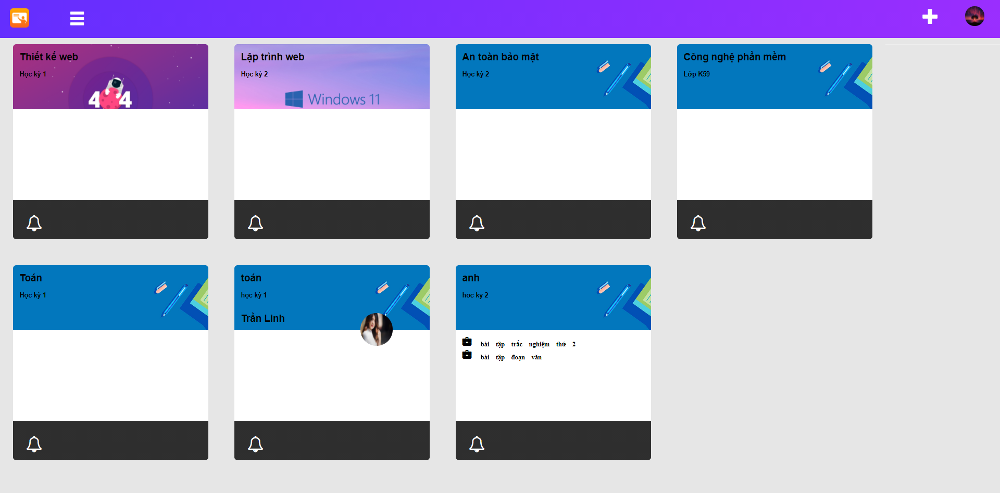 Thiết kế web
Học kỳ 1
404
Lập trình web
Học kỳ 2
Windows 11
An toàn bảo mật
Học kỳ 2
Công nghệ phần mềm
Lớp K59
Toán
Học kỳ 1
toán
học kỳ 1
Trần Linh
anh
hoc ky 2
bài tập trắc nghiệm thứ 2
bài tập đoạn văn